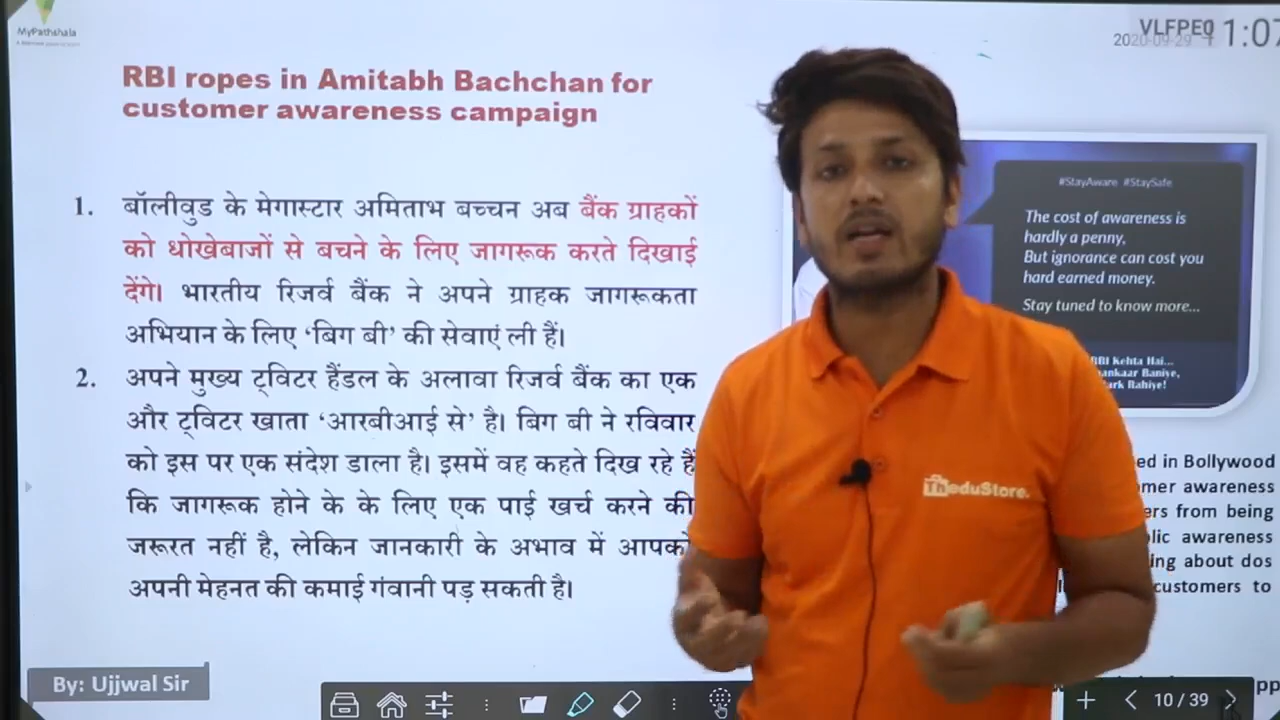 MyPathshala
VLFPE0
2020-09-29
1:07
RBI ropes in Amitabh Bachchan for
customer awareness campaign
1. बॉलीवुड के मेगास्टार अमिताभ बच्चन अब बैंक ग्राहकों
को धोखेबाजों से बचने के लिए जागरूक करते दिखाई
देंगे। भारतीय रिजर्व बैंक ने अपने ग्राहक जागरूकता
अभियान के लिए ‘बिग बी’ की सेवाएं ली हैं।
2. अपने मुख्य ट्विटर हैंडल के अलावा रिजर्व बैंक का एक
और ट्विटर खाता ‘आरबीआई से’ है। बिग बी ने रविवार
को इस पर एक संदेश डाला है। इसमें वह कहते दिख रहे हैं
कि जागरूक होने के के लिए एक पाई खर्च करने की
जरूरत नहीं है, लेकिन जानकारी के अभाव में आपको
अपनी मेहनत की कमाई गंवानी पड़ सकती है।
#StayAware #StaySafe
The cost of awareness is
hardly a penny,
But ignorance can cost you
hard earned money.
Stay tuned to know more...
RBI Kehta Hai...
Baniye,
Rahiye!
ed in Bollywood
awareness
from being
awareness
about dos
customers to
TheduStore.
By: Ujjwal Sir
10 / 39